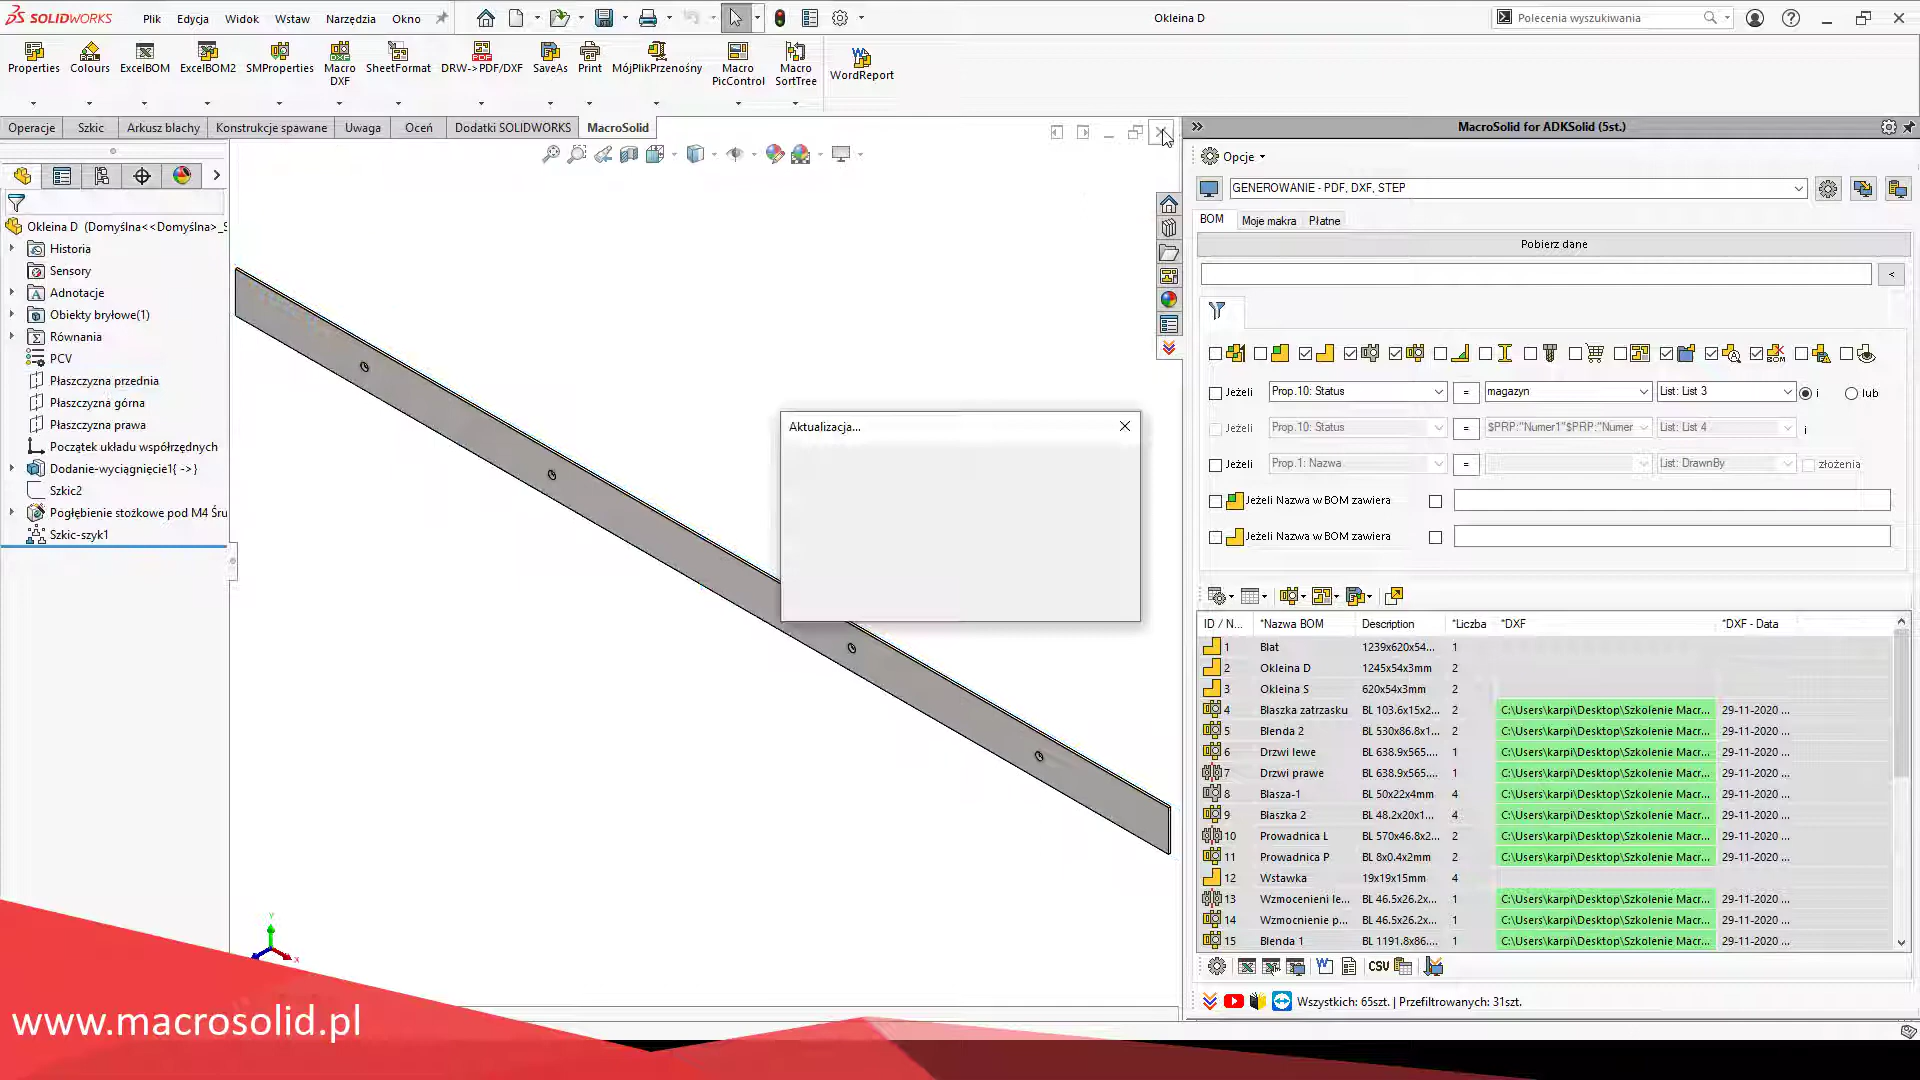 SOLIDWORKS Plik Edycja Widok Wstaw Narzędzia Okno Okleina D Polecenia wyszukiwania
Properties Colours ExcelBOM ExcelBOM2 SMProperties Macro DXF SheetFormat DRW->PDF/DXF SaveAs Print MójPlikPrzenośny Macro PicControl Macro SortTree WordReport
Operacje Szkic Arkusz blachy Konstrukcje spawane Uwaga Oceń Dodatki SOLIDWORKS MacroSolid
MacroSolid for ADKSolid (5st.)
Opcje
GENEROWANIE - PDF, DXF, STEP
BOM Moje makra Płatne
Pobierz dane
<
Okleina D (Domyślna<<Domyślna>_S
Historia
Sensory
Adnotacje
Obiekty bryłowe(1)
Równania
PCV
Płaszczyzna przednia
Płaszczyzna górna
Płaszczyzna prawa
Początek układu współrzędnych
Dodanie-wyciągnięcie1{ ->}
Szkic2
Pogłębienie stożkowe pod M4 Śru
Szkic-szyk1
Aktualizacja...
Jeżeli Prop.10: Status = magazyn List: List 3 i lub
Jeżeli Prop.10: Status = $PRP:"Numer1"$PRP:"Numer List: List 4 i
Jeżeli Prop.1: Nazwa = List: DrawnBy złożenia
Jeżeli Nazwa w BOM zawiera
Jeżeli Nazwa w BOM zawiera
ID / N... *Nazwa BOM Description *Liczba *DXF *DXF - Data
1 Blat 1239x620x54... 1
2 Okleina D 1245x54x3mm 2
3 Okleina S 620x54x3mm 2
4 Blaszka zatrzasku BL 103.6x15x2... 2 C:\Users\karpi\Desktop\Szkolenie Macr... 29-11-2020 ...
5 Blenda 2 BL 530x86.8x1... 2 C:\Users\karpi\Desktop\Szkolenie Macr... 29-11-2020 ...
6 Drzwi lewe BL 638.9x565.... 1 C:\Users\karpi\Desktop\Szkolenie Macr... 29-11-2020 ...
7 Drzwi prawe BL 638.9x565.... 1 C:\Users\karpi\Desktop\Szkolenie Macr... 29-11-2020 ...
8 Blasza-1 BL 50x22x4mm 4 C:\Users\karpi\Desktop\Szkolenie Macr... 29-11-2020 ...
9 Blaszka 2 BL 48.2x20x1... 4 C:\Users\karpi\Desktop\Szkolenie Macr... 29-11-2020 ...
10 Prowadnica L BL 570x46.8x2... 2 C:\Users\karpi\Desktop\Szkolenie Macr... 29-11-2020 ...
11 Prowadnica P BL 8x0.4x2mm 2 C:\Users\karpi\Desktop\Szkolenie Macr... 29-11-2020 ...
12 Wstawka 19x19x15mm 4
13 Wzmocenieni le... BL 46.5x26.2x... 1 C:\Users\karpi\Desktop\Szkolenie Macr... 29-11-2020 ...
14 Wzmocnienie p... BL 46.5x26.2x... 1 C:\Users\karpi\Desktop\Szkolenie Macr... 29-11-2020 ...
15 Blenda 1 BL 1191.8x86.... 1 C:\Users\karpi\Desktop\Szkolenie Macr... 29-11-2020 ...
CSV
Wszystkich: 65szt. | Przefiltrowanych: 31szt.
Y
X
www.macrosolid.pl